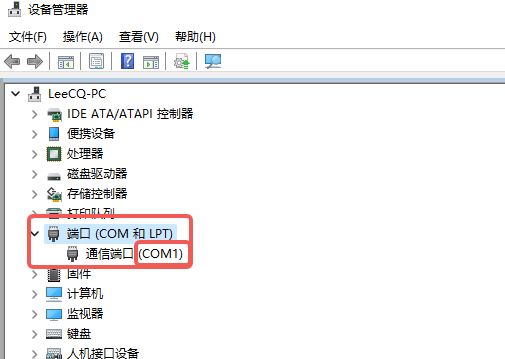 设备管理器
文件(F) 操作(A) 查看(V) 帮助(H)
LeeCQ-PC
IDE ATA/ATAPI 控制器
便携设备
处理器
磁盘驱动器
存储控制器
打印队列
端口 (COM 和 LPT)
通信端口 (COM1)
固件
计算机
监视器
键盘
人机接口设备